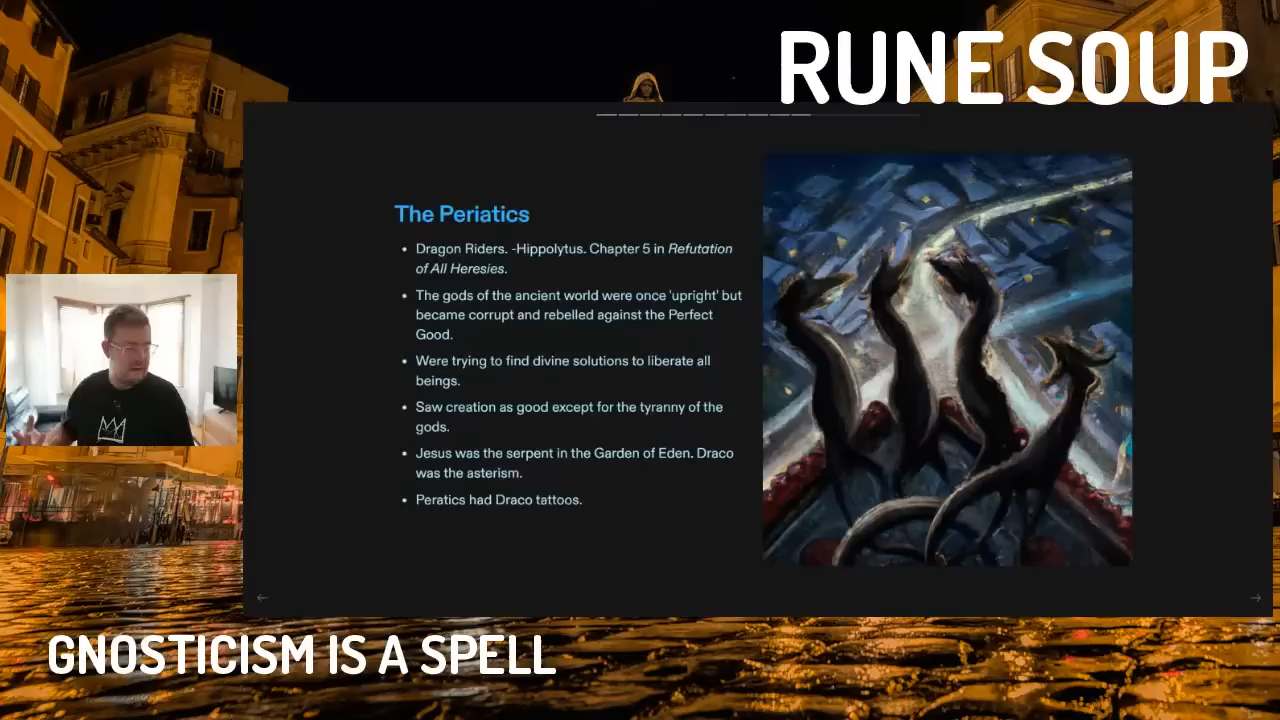 RUNE SOUP
The Periatics
• Dragon Riders. -Hippolytus. Chapter 5 in Refutation
of All Heresies.
• The gods of the ancient world were once 'upright' but
became corrupt and rebelled against the Perfect
Good.
• Were trying to find divine solutions to liberate all
beings.
• Saw creation as good except for the tyranny of the
gods.
• Jesus was the serpent in the Garden of Eden. Draco
was the asterism.
• Peratics had Draco tattoos.
GNOSTICISM IS A SPELL